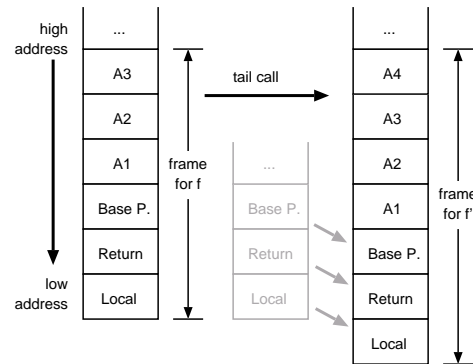 high
address
...
A3
A2
A1
Base P.
Return
Local
low
address
frame
for f
tail call
...
Base P.
Return
Local
...
A4
A3
A2
A1
Base P.
Return
Local
frame
for f'